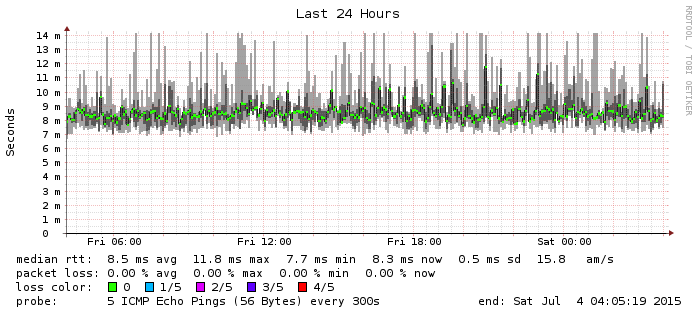 Last 24 Hours
RRDTOOL / TOBI OETIKER
Seconds
14 m
13 m
12 m
11 m
10 m
9 m
8 m
7 m
6 m
5 m
4 m
3 m
2 m
1 m
0
Fri 06:00 Fri 12:00 Fri 18:00 Sat 00:00
median rtt: 8.5 ms avg 11.8 ms max 7.7 ms min 8.3 ms now 0.5 ms sd 15.8 am/s
packet loss: 0.00 % avg 0.00 % max 0.00 % min 0.00 % now
loss color: 0 1/5 2/5 3/5 4/5
probe: 5 ICMP Echo Pings (56 Bytes) every 300s end: Sat Jul 4 04:05:19 2015